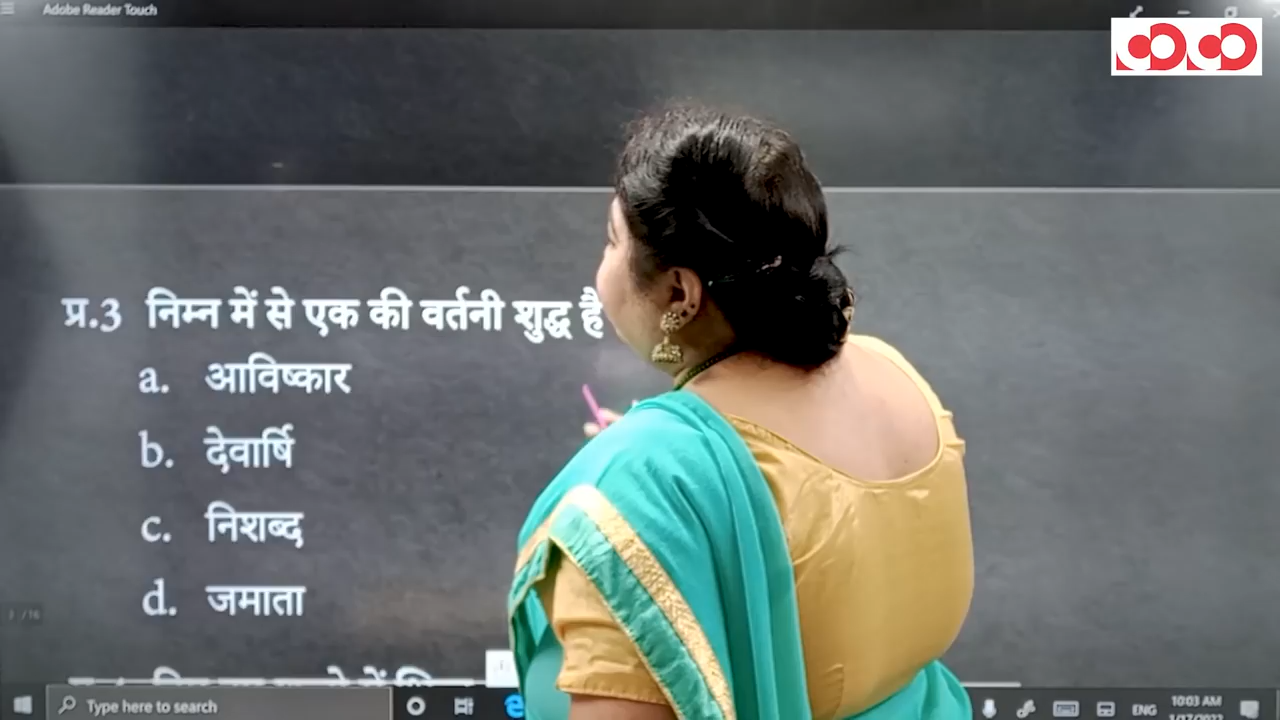 Adobe Reader Touch
प्र.3 निम्न में से एक की वर्तनी शुद्ध है
a. आविष्कार
b. देवार्षि
c. निशब्द
d. जमाता
Type here to search
ENG
10:03 AM